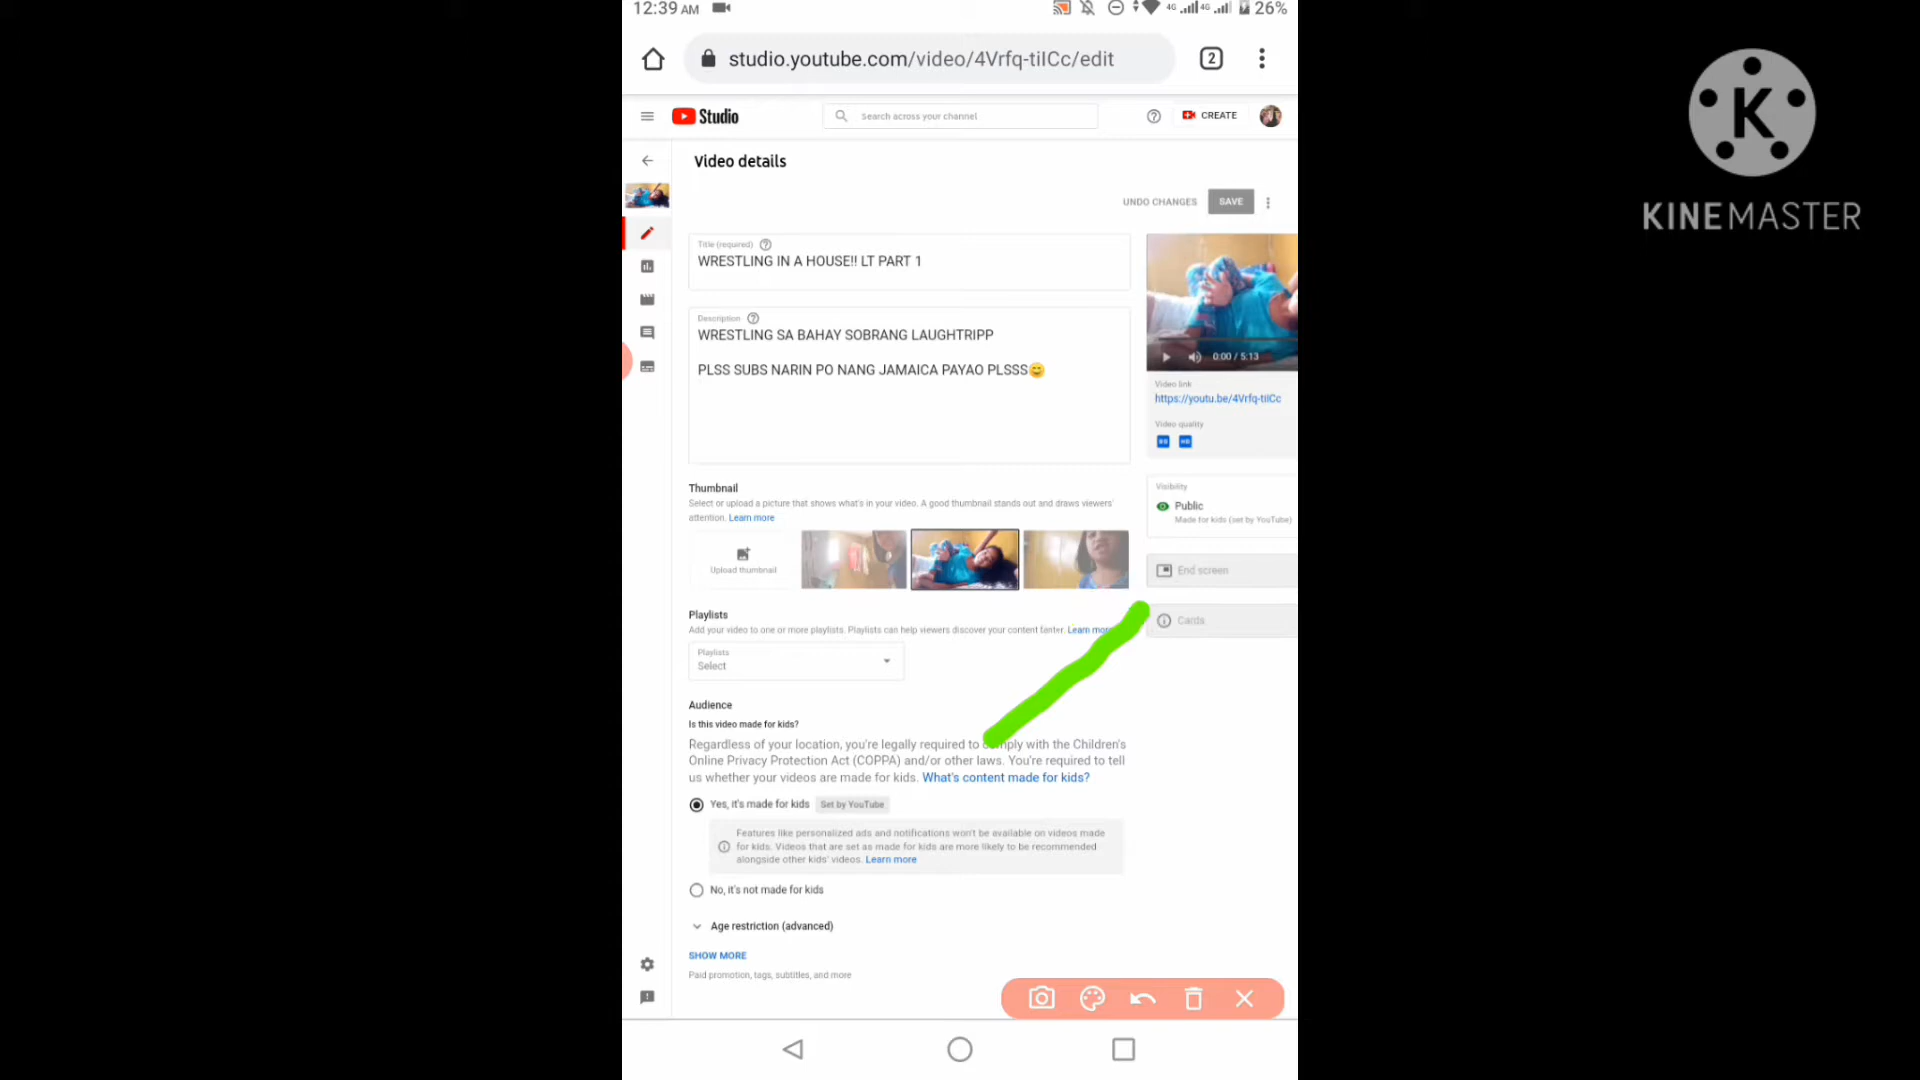 12:39 AM
4G 4G 26%
studio.youtube.com/video/4Vrfq-tiICc/edit
2
Studio
Search across your channel
CREATE
Video details
UNDO CHANGES
SAVE
Title (required)
WRESTLING IN A HOUSE!! LT PART 1
Description
WRESTLING SA BAHAY SOBRANG LAUGHTRIPP
PLSS SUBS NARIN PO NANG JAMAICA PAYAO PLSSS😊
0:00 / 5:13
Video link
https://youtu.be/4Vrfq-tiICc
Video quality
SD HD
Visibility
Public
Made for kids (set by YouTube)
End screen
Cards
Thumbnail
Select or upload a picture that shows what's in your video. A good thumbnail stands out and draws viewers'
attention. Learn more
Upload thumbnail
Playlists
Add your video to one or more playlists. Playlists can help viewers discover your content faster. Learn more
Playlists
Select
Audience
Is this video made for kids?
Regardless of your location, you're legally required to comply with the Children's
Online Privacy Protection Act (COPPA) and/or other laws. You're required to tell
us whether your videos are made for kids. What's content made for kids?
Yes, it's made for kids Set by YouTube
Features like personalized ads and notifications won't be available on videos made
for kids. Videos that are set as made for kids are more likely to be recommended
alongside other kids' videos. Learn more
No, it's not made for kids
Age restriction (advanced)
SHOW MORE
Paid promotion, tags, subtitles, and more
K
KINEMASTER